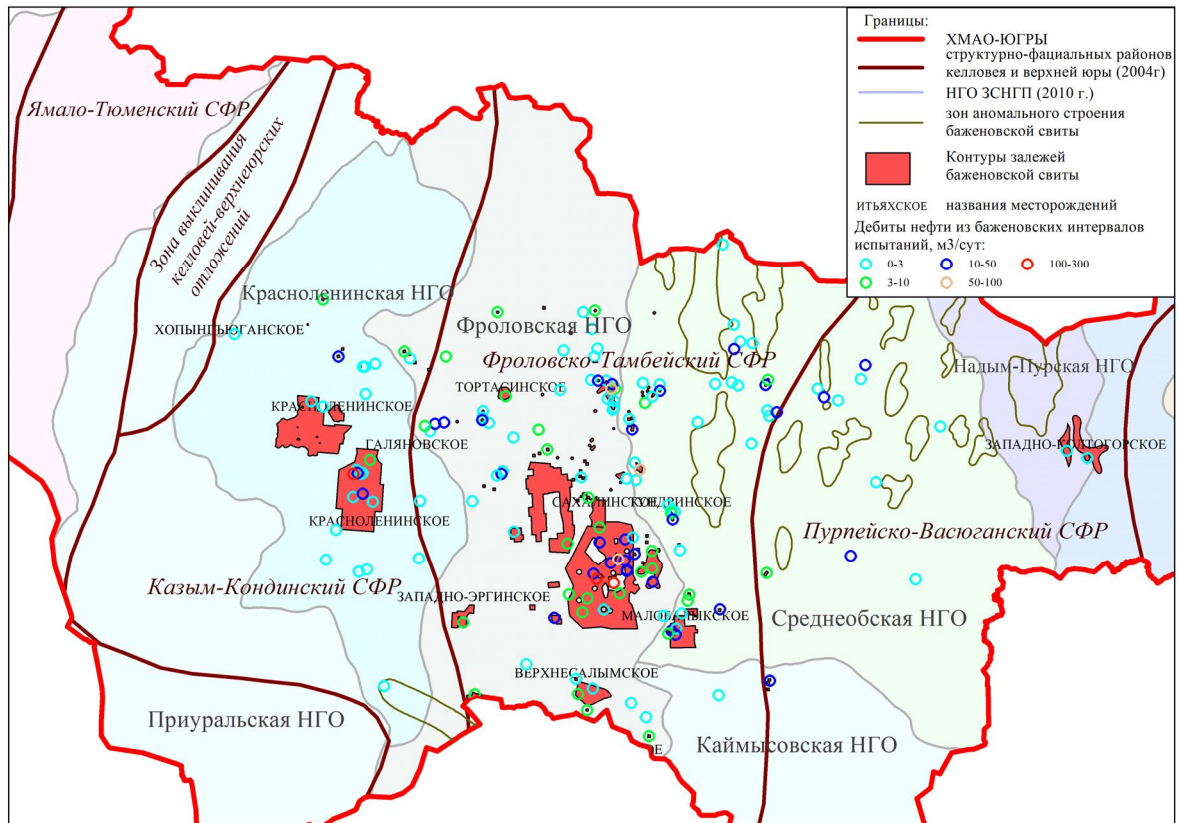 Границы:
ХМАО-ЮГРЫ
структурно-фациальных районов
келловея и верхней юры (2004г)
НГО ЗСНГП (2010 г.)
зон аномального строения
баженовской свиты
Контуры залежей
баженовской свиты
ИТЬЯХСКОЕ названия месторождений
Дебиты нефти из баженовских интервалов
испытаний, м3/сут:
0-3 10-50 100-300
3-10 50-100
Ямало-Тюменский СФР
Зона выклинивания
келловей-верхнеюрских
отложений
Красноленинская НГО
ХОПЫНГЪЮГАНСКОЕ
Фроловская НГО
Фроловско-Тамбейский СФР
Надым-Пурская НГО
ТОРТАСИНСКОЕ
КРАСНОЛЕНИНСКОЕ
ГАЛЯНОВСКОЕ
ЗАПАДНО-КОЛТОГОРСКОЕ
САХАЛИНСКОЕ
КРАСНОЛЕНИНСКОЕ
Пурпейско-Васюганский СФР
Казым-Кондинский СФР
ЗАПАДНО-ЭРГИНСКОЕ
МАЛОБАЛЫКСКОЕ
Среднеобская НГО
ВЕРХНЕСАЛЫМСКОЕ
Приуральская НГО
Каймысовская НГО